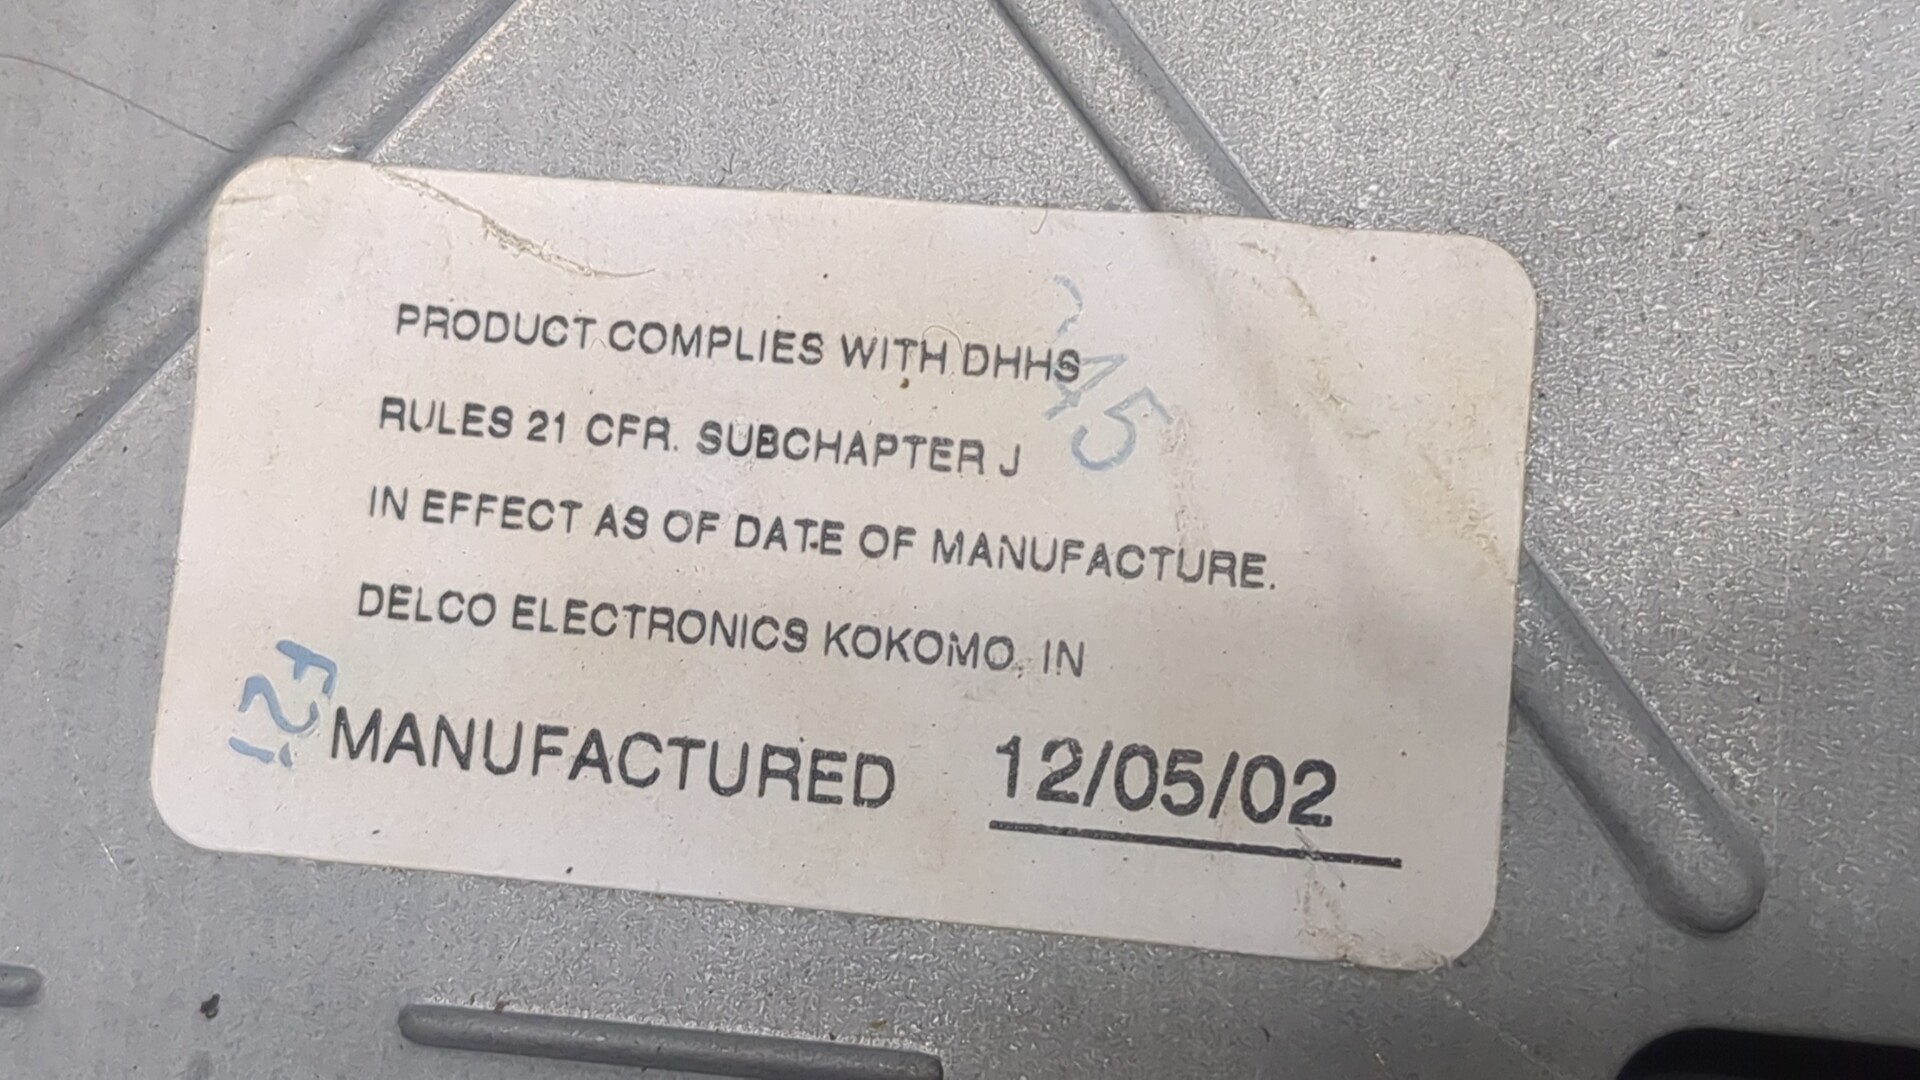 PRODUCT COMPLIES WITH DHHS
RULES 21 CFR. SUBCHAPTER J
IN EFFECT AS OF DATE OF MANUFACTURE.
DELCO ELECTRONICS KOKOMO, IN
MANUFACTURED 12/05/02